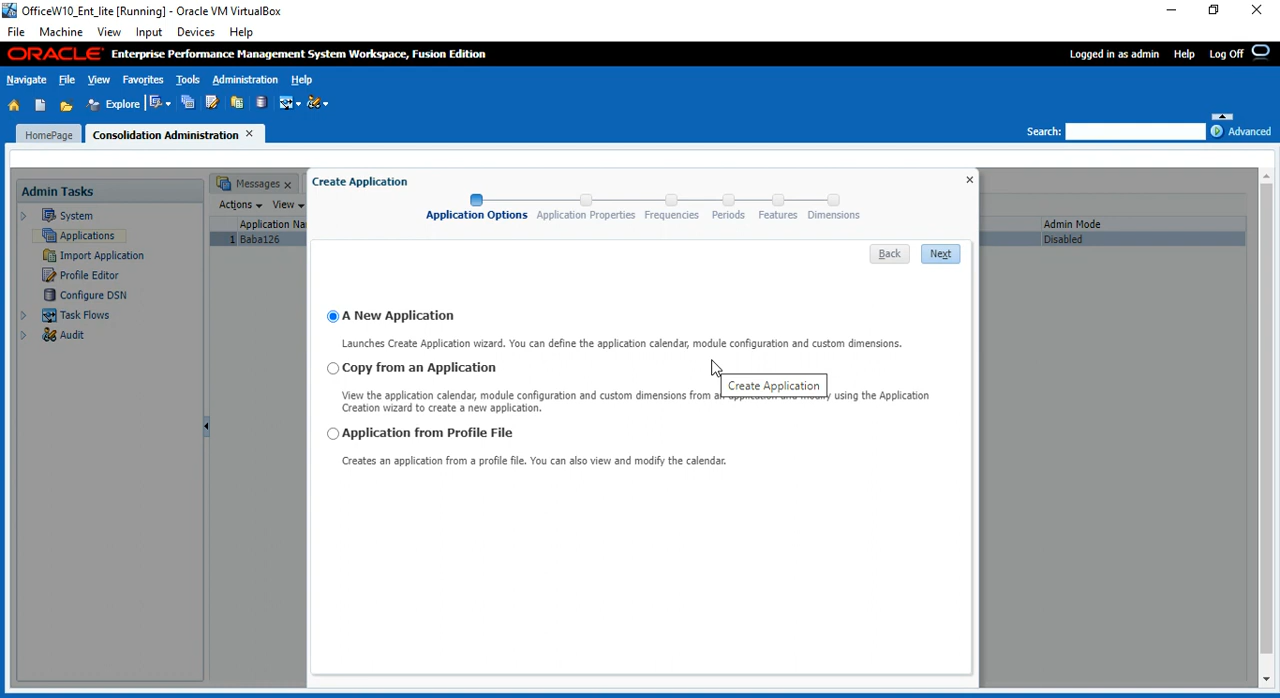 OfficeW10_Ent_lite [Running] - Oracle VM VirtualBox
File Machine View Input Devices Help
ORACLE Enterprise Performance Management System Workspace, Fusion Edition
Logged in as admin Help Log Off
Navigate File View Favorites Tools Administration Help
Explore
HomePage Consolidation Administration
Search: Advanced
Admin Tasks
System
Applications
Import Application
Profile Editor
Configure DSN
Task Flows
Audit
Messages
Actions View
Application Na
1 Baba126
Admin Mode
Disabled
Create Application
Application Options Application Properties Frequencies Periods Features Dimensions
Back Next
A New Application
Launches Create Application wizard. You can define the application calendar, module configuration and custom dimensions.
Copy from an Application
Create Application
View the application calendar, module configuration and custom dimensions from using the Application
Creation wizard to create a new application.
Application from Profile File
Creates an application from a profile file. You can also view and modify the calendar.